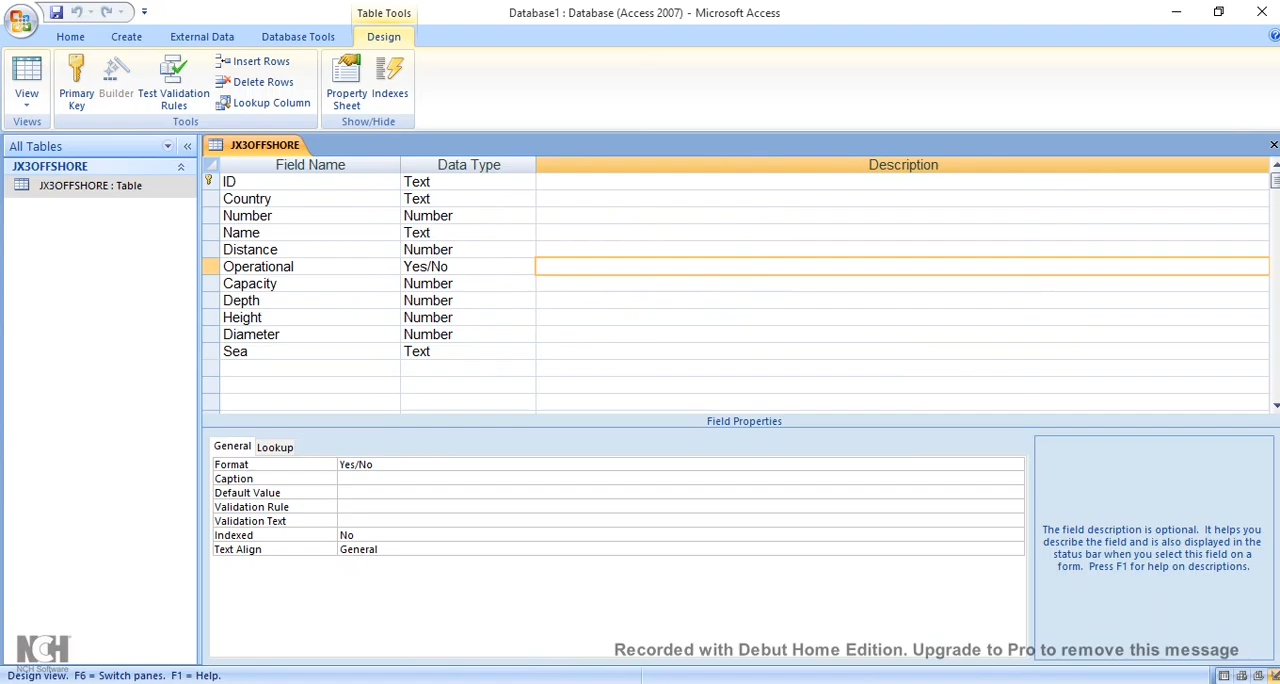 Table Tools
Database1 : Database (Access 2007) - Microsoft Access
Home Create External Data Database Tools Design
View
Views
Primary Key
Builder
Test Validation Rules
Insert Rows
Delete Rows
Lookup Column
Tools
Property Sheet
Indexes
Show/Hide
All Tables
JX3OFFSHORE
JX3OFFSHORE : Table
JX3OFFSHORE
Field Name Data Type Description
ID Text
Country Text
Number Number
Name Text
Distance Number
Operational Yes/No
Capacity Number
Depth Number
Height Number
Diameter Number
Sea Text
Field Properties
General Lookup
Format Yes/No
Caption
Default Value
Validation Rule
Validation Text
Indexed No
Text Align General
The field description is optional. It helps you
describe the field and is also displayed in the
status bar when you select this field on a
form. Press F1 for help on descriptions.
NCH
NCH Software
Recorded with Debut Home Edition. Upgrade to Pro to remove this message
Design view. F6 = Switch panes. F1 = Help.